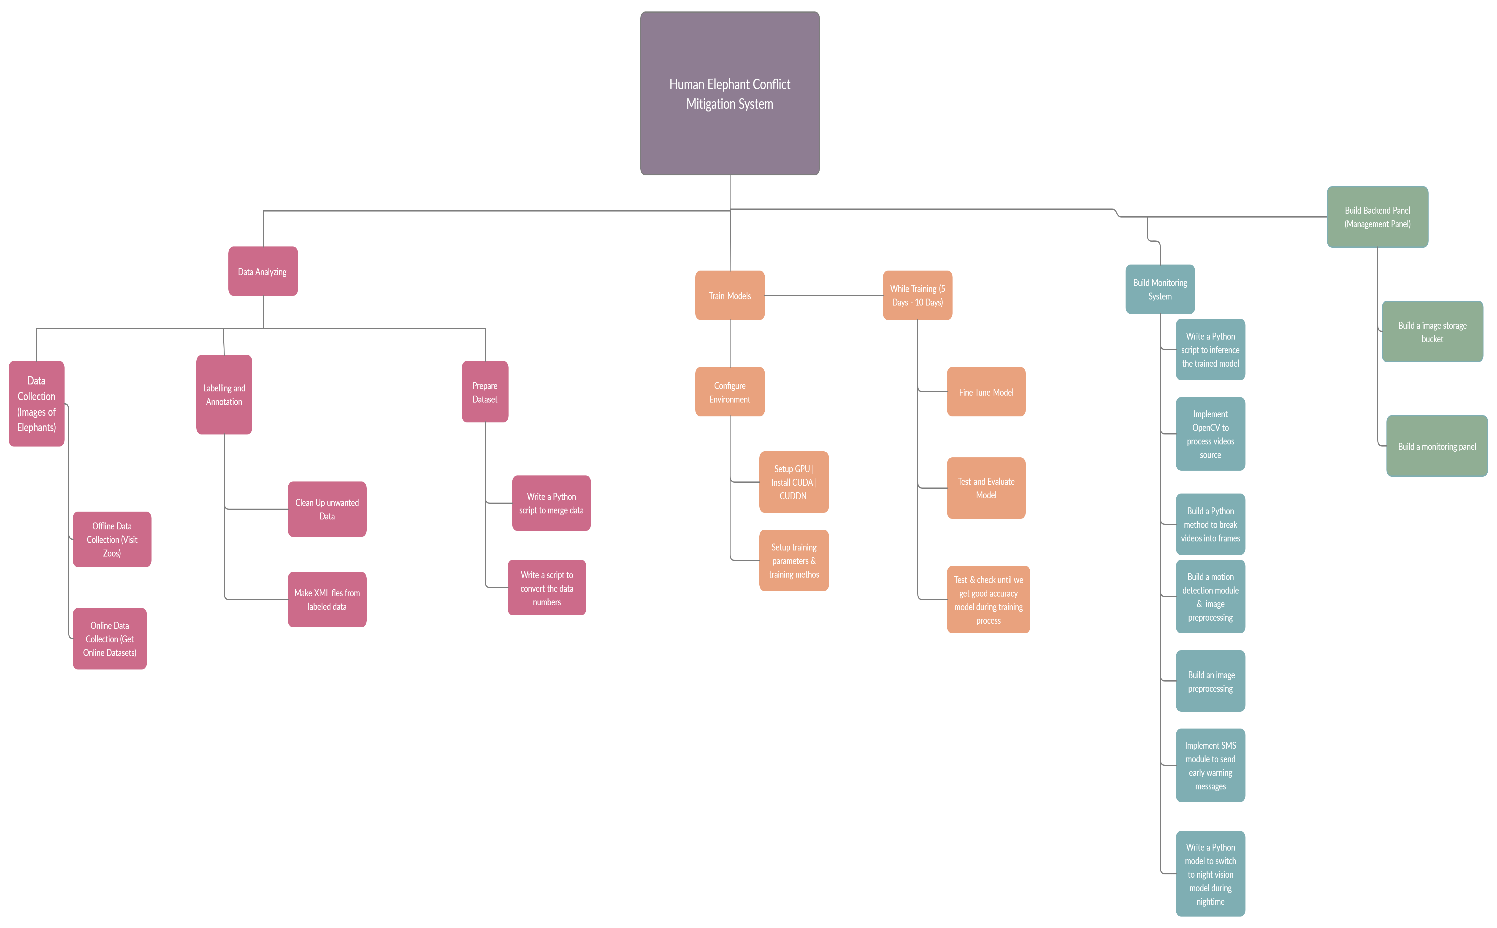 Human Elephant Conflict
Mitigation System
Build Backend Panel
(Management Panel)
Data Analyzing
Train Models
While Training (5
Days - 10 Days)
Build Monitoring
System
Data
Collection
(Images of
Elephants)
Labelling and
Annotation
Prepare
Dataset
Offline Data
Collection (Visit
Zoos)
Online Data
Collection (Get
Online Datasets)
Clean Up unwanted
Data
Make XML files from
labeled data
Write a Python
script to merge data
Write a script to
convert the data
numbers
Configure
Environment
Setup GPU |
Install CUDA |
CUDDN
Setup training
parameters &
training methos
Fine Tune Model
Test and Evaluate
Model
Test & check until we
get good accuracy
model during training
process
Write a Python
script to inference
the trained model
Implement
OpenCV to
process videos
source
Build a Python
method to break
videos into frames
Build a motion
detection module
& image
preprocessing
Build an image
preprocessing
Implement SMS
module to send
early warning
messages
Write a Python
model to switch
to night vision
model during
nightime
Build a image storage
bucket
Build a monitoring panel